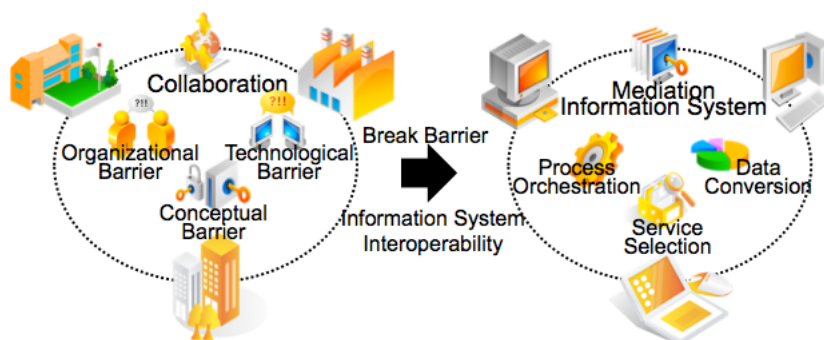 Collaboration
?!!
?!!
Organizational
Barrier
Technological
Barrier
Conceptual
Barrier
Break Barrier
Information System
Interoperability
Mediation
Information System
Process
Orchestration
Data
Conversion
Service
Selection